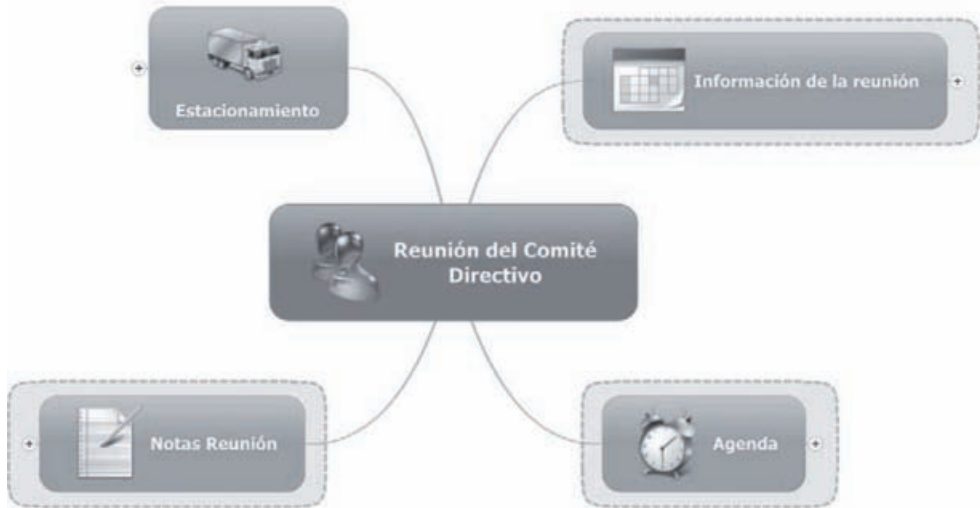 Estacionamiento
Información de la reunión
Reunión del Comité
Directivo
Notas Reunión
Agenda